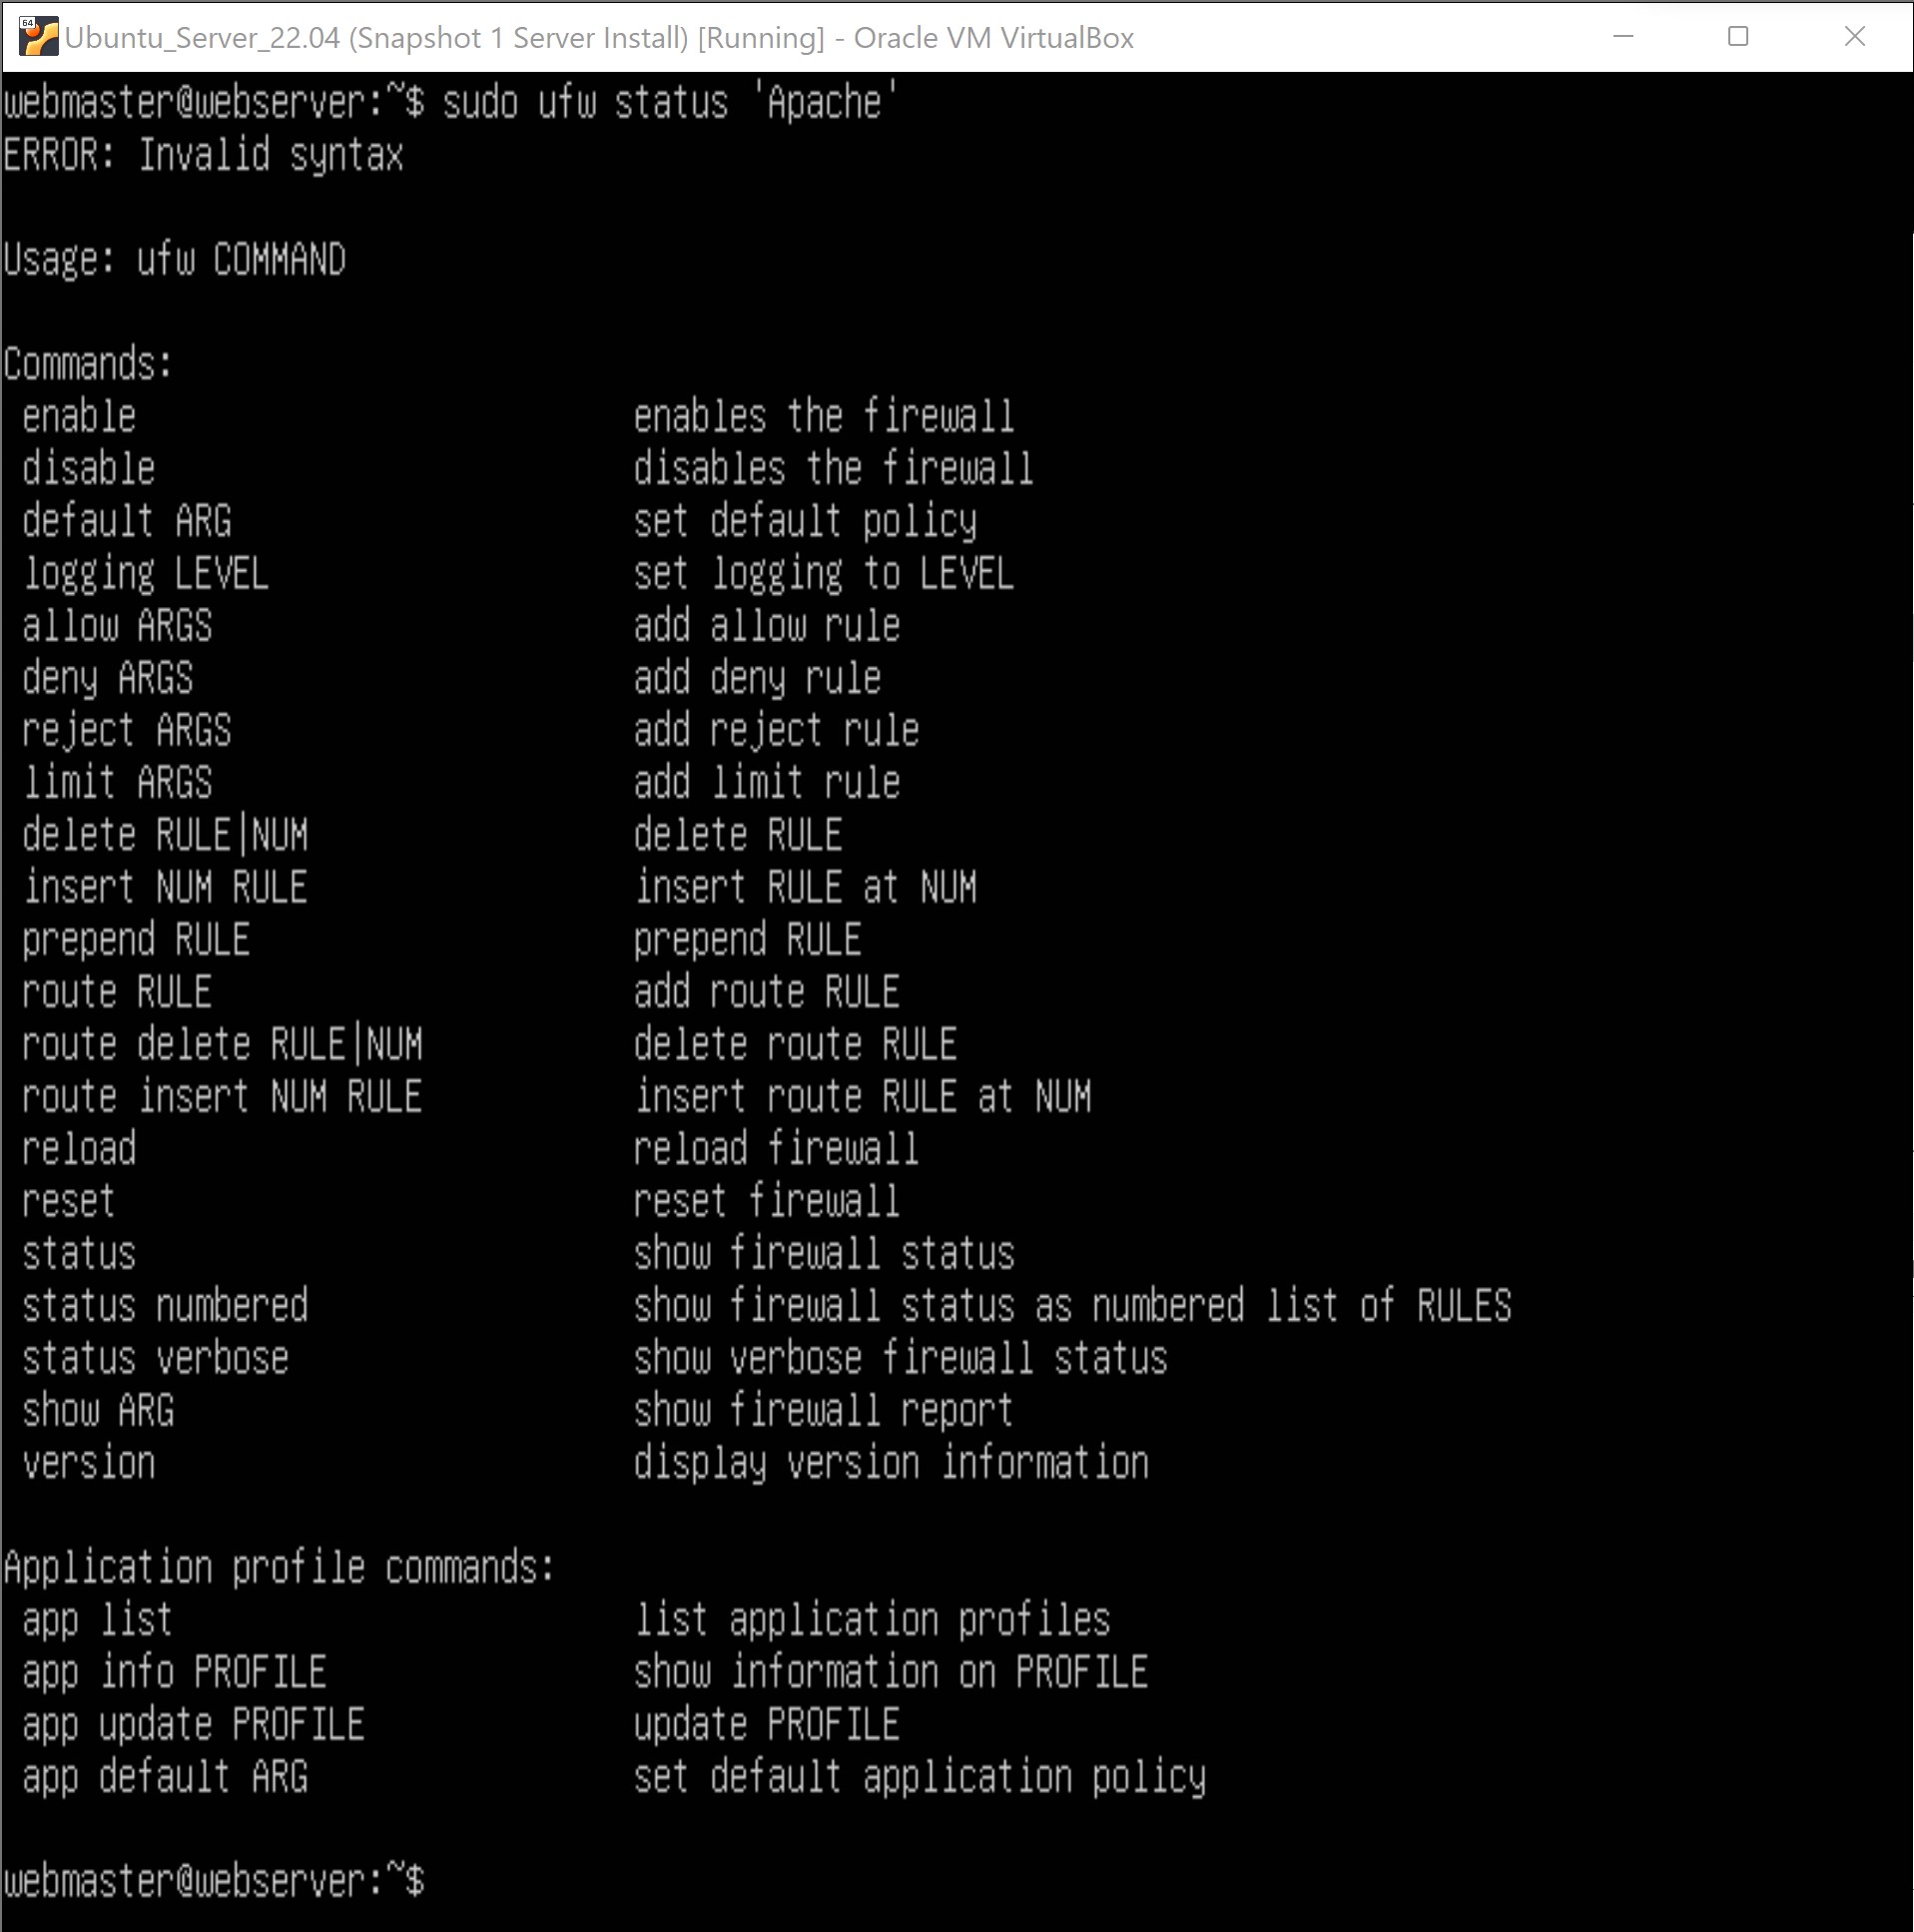 64
Ubuntu_Server_22.04 (Snapshot 1 Server Install) [Running] - Oracle VM VirtualBox
webmaster@webserver:~$ sudo ufw status 'Apache'
ERROR: Invalid syntax
Usage: ufw COMMAND
Commands:
enable enables the firewall
disable disables the firewall
default ARG set default policy
logging LEVEL set logging to LEVEL
allow ARGS add allow rule
deny ARGS add deny rule
reject ARGS add reject rule
limit ARGS add limit rule
delete RULE|NUM delete RULE
insert NUM RULE insert RULE at NUM
prepend RULE prepend RULE
route RULE add route RULE
route delete RULE|NUM delete route RULE
route insert NUM RULE insert route RULE at NUM
reload reload firewall
reset reset firewall
status show firewall status
status numbered show firewall status as numbered list of RULES
status verbose show verbose firewall status
show ARG show firewall report
version display version information
Application profile commands:
app list list application profiles
app info PROFILE show information on PROFILE
app update PROFILE update PROFILE
app default ARG set default application policy
webmaster@webserver:~$